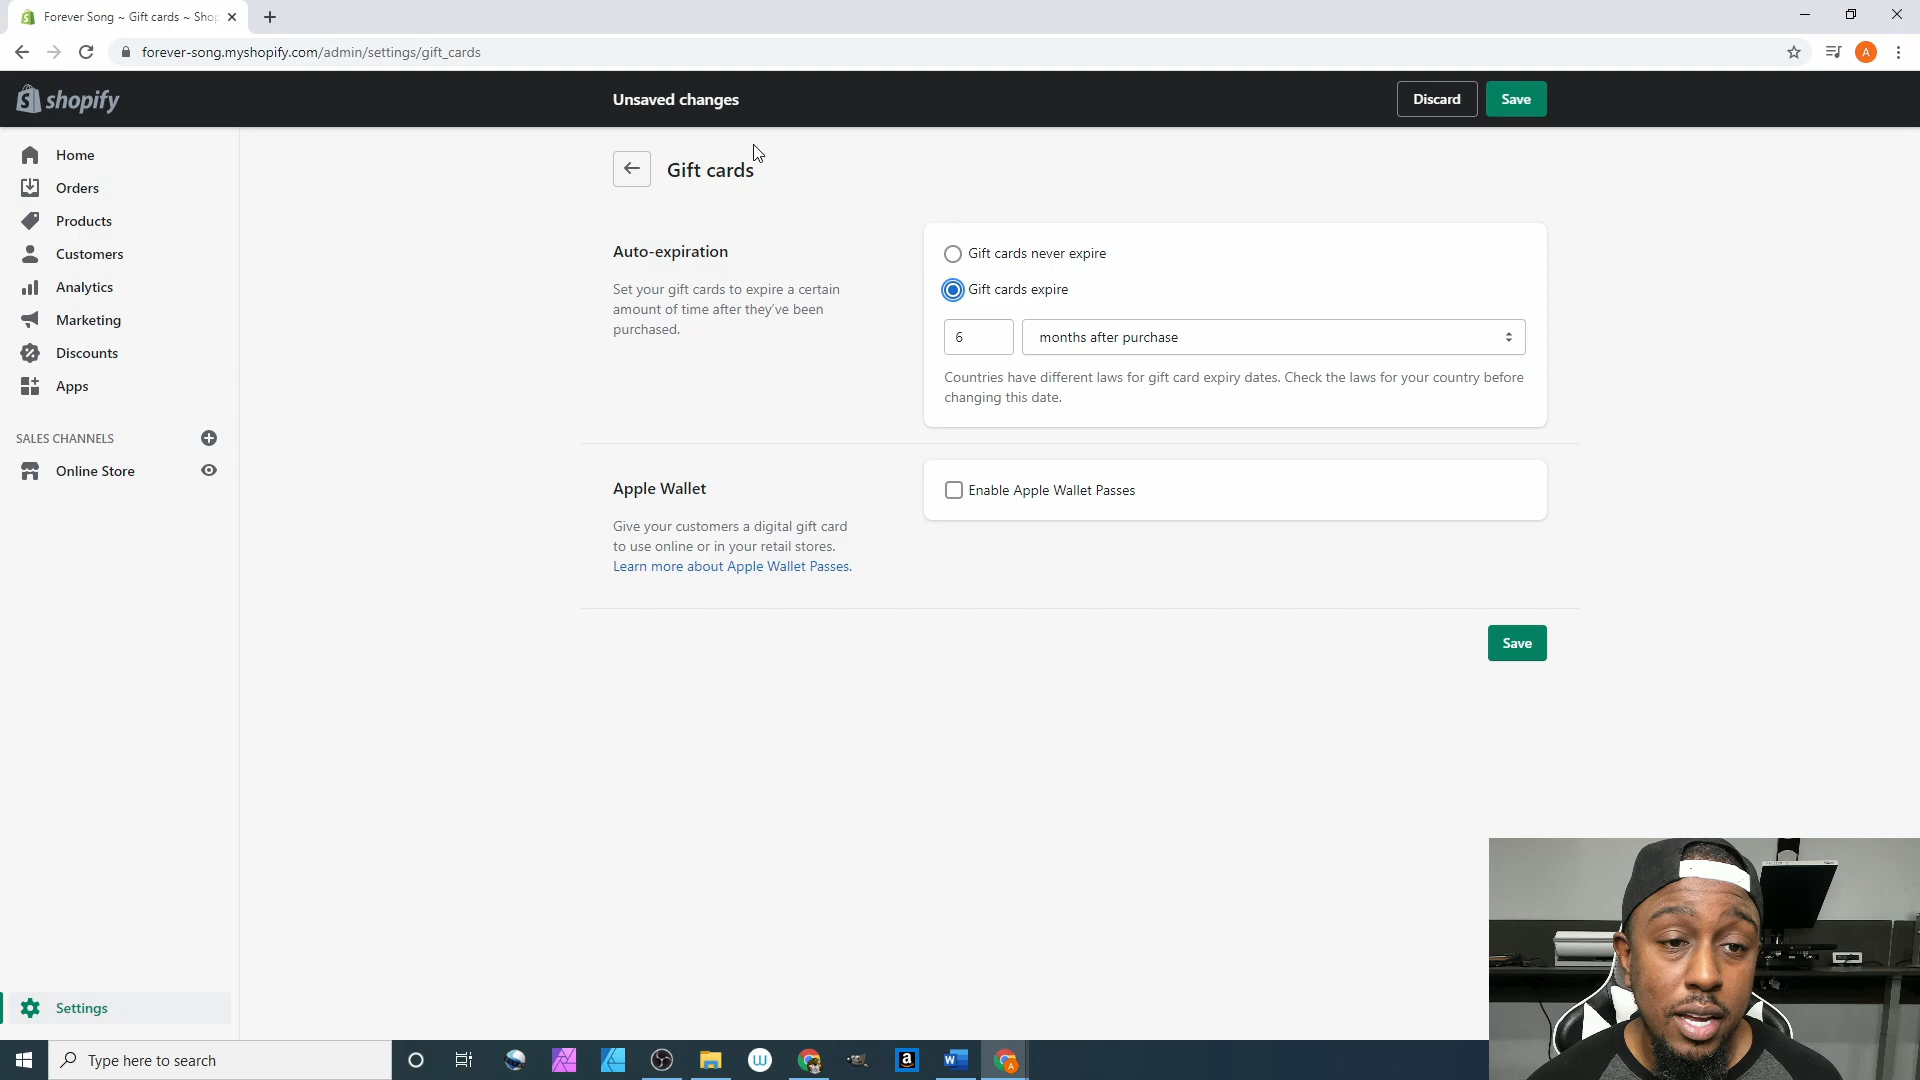 Forever Song ~ Gift cards ~ Shop
forever-song.myshopify.com/admin/settings/gift_cards
A
shopify
Unsaved changes
Discard
Save
Home
Orders
Products
Customers
Analytics
Marketing
Discounts
Apps
SALES CHANNELS
Online Store
Settings
Gift cards
Auto-expiration
Set your gift cards to expire a certain
amount of time after they've been
purchased.
Gift cards never expire
Gift cards expire
6
months after purchase
Countries have different laws for gift card expiry dates. Check the laws for your country before
changing this date.
Apple Wallet
Give your customers a digital gift card
to use online or in your retail stores.
Learn more about Apple Wallet Passes.
Enable Apple Wallet Passes
Save
Type here to search